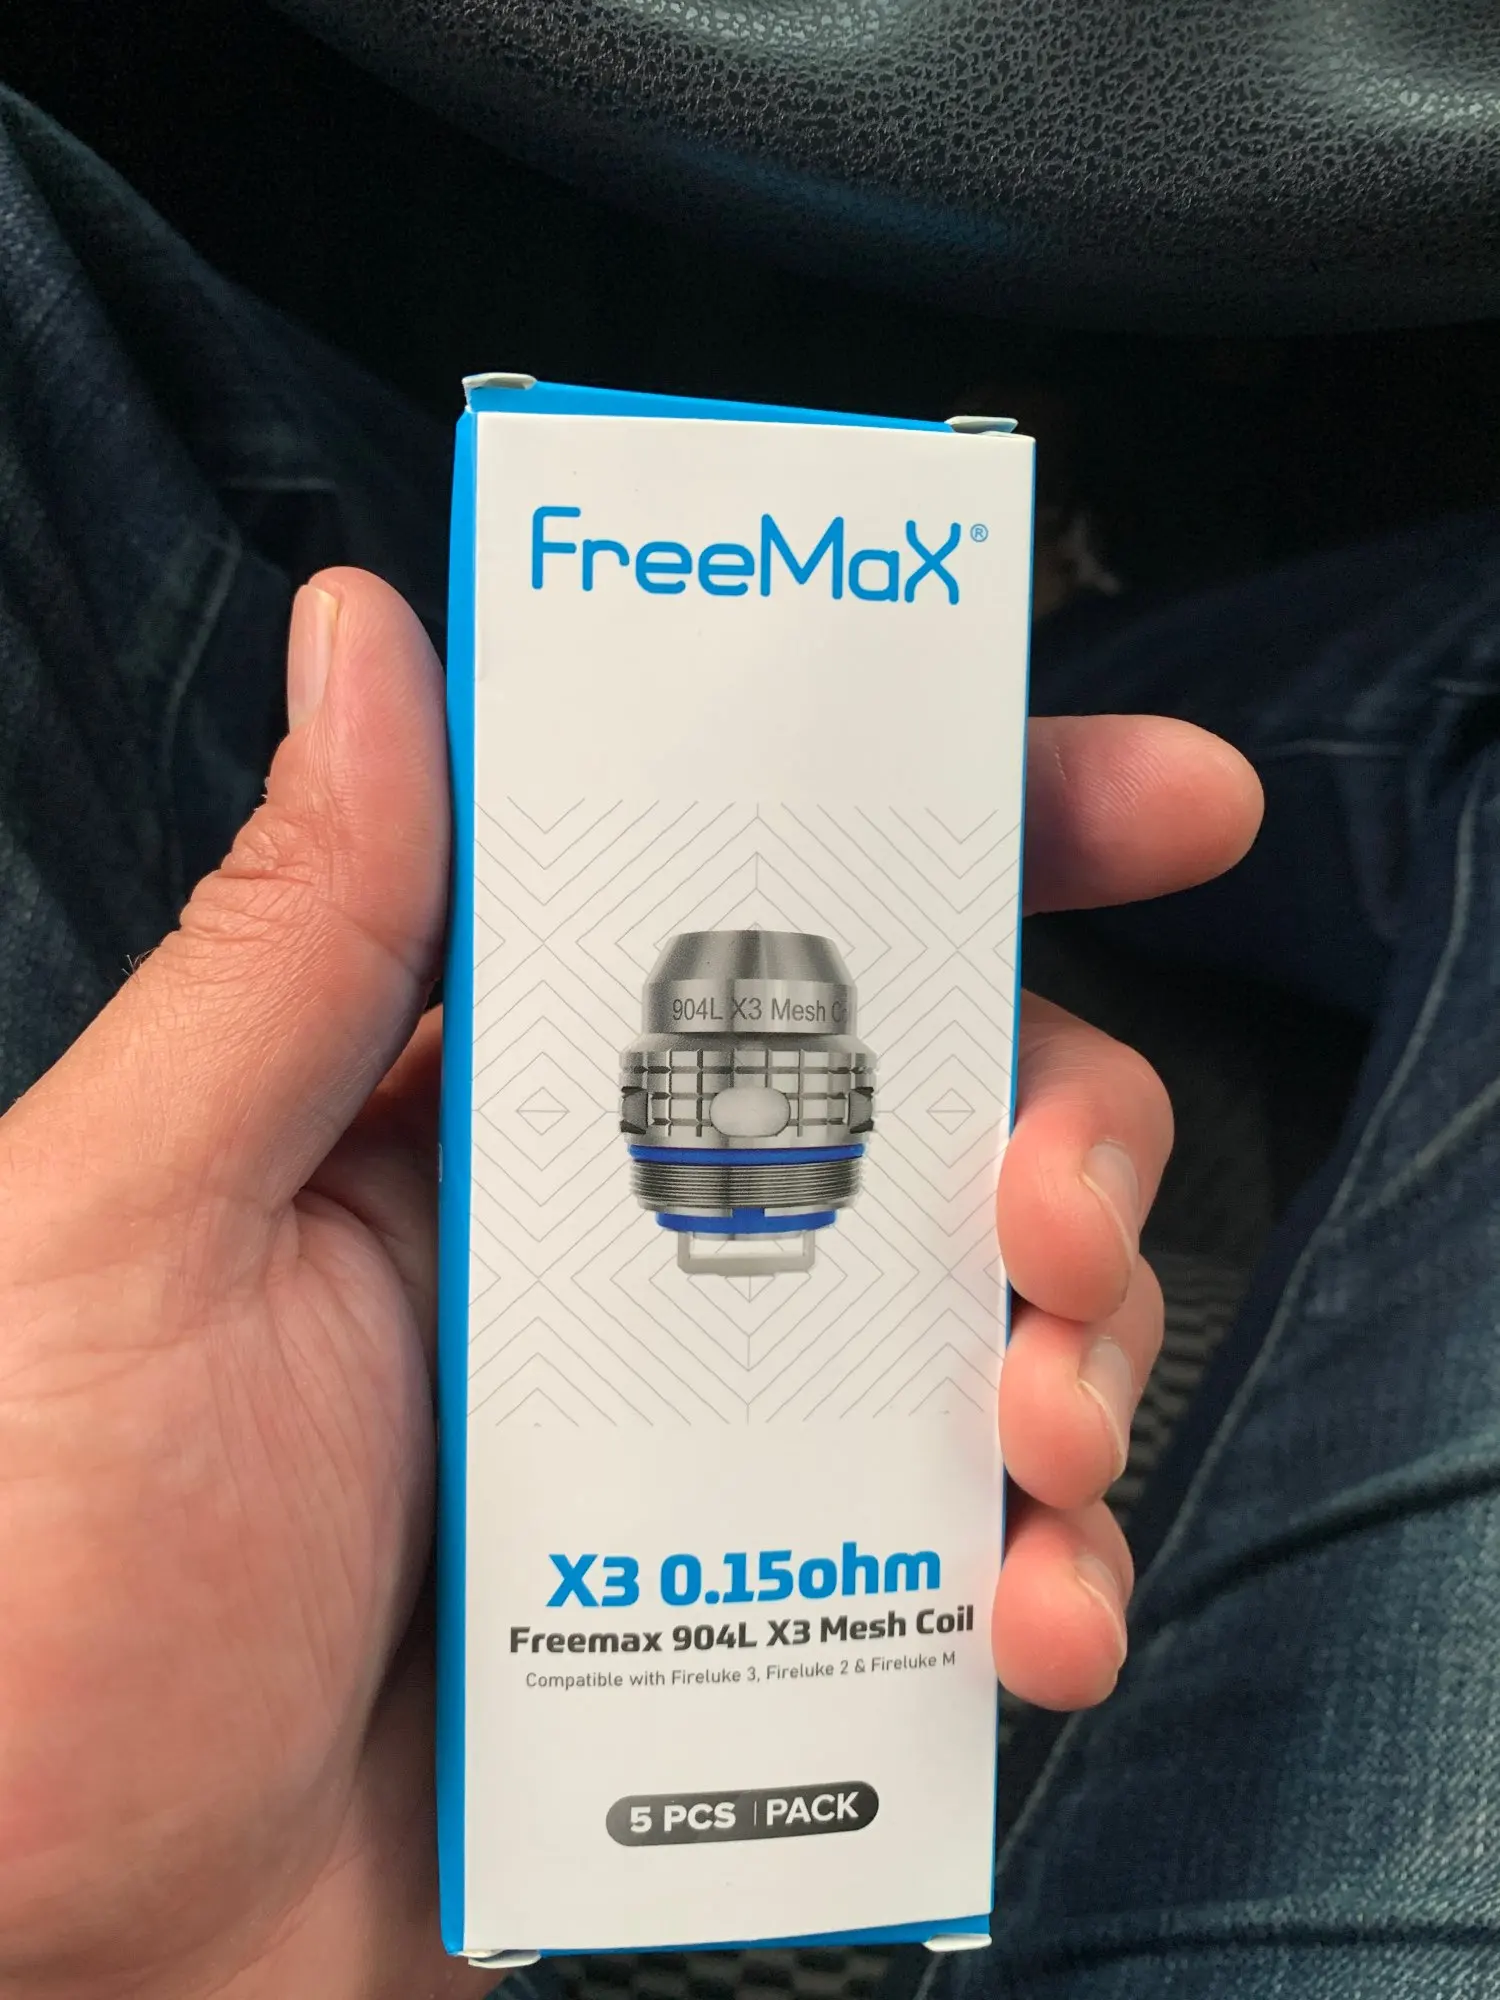 FreeMaX®
904L X3 Mesh C
X3 0.15ohm
Freemax 904L X3 Mesh Coil
Compatible with Fireluke 3, Fireluke 2 & Fireluke M
5 PCS | PACK